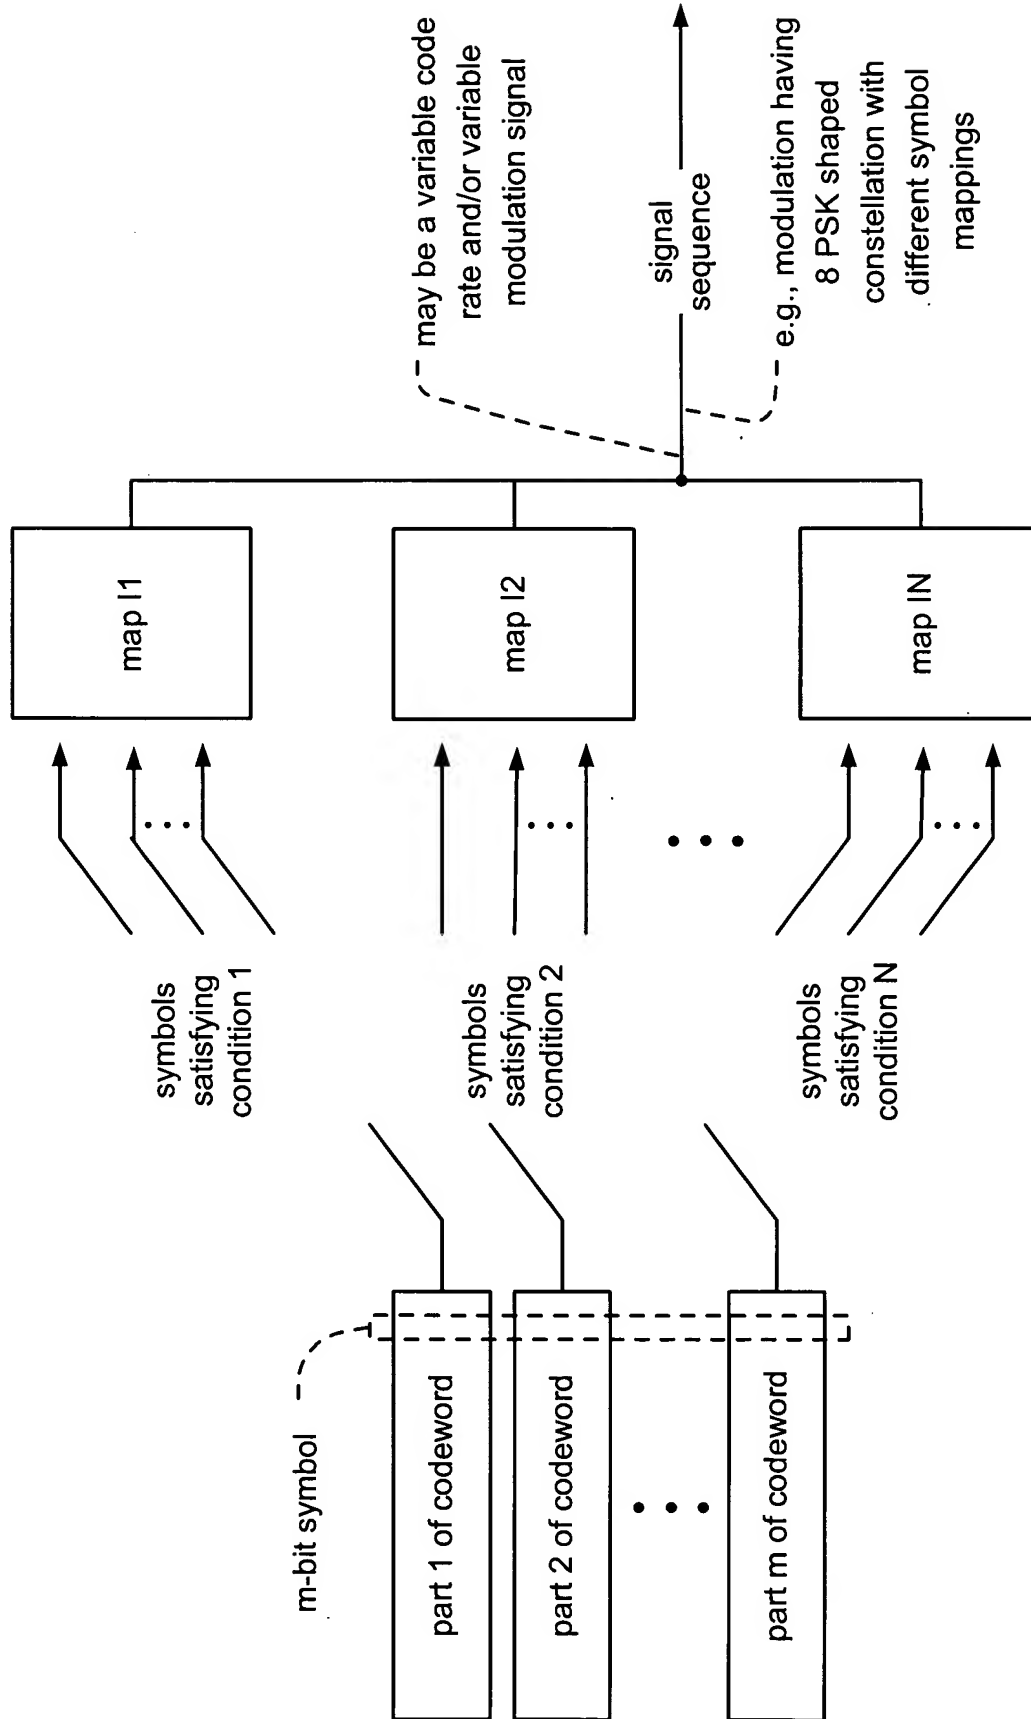 m-bit symbol
part 1 of codeword
part 2 of codeword
part m of codeword
symbols
satisfying
condition 1
symbols
satisfying
condition 2
symbols
satisfying
condition N
map I1
map I2
map IN
may be a variable code
rate and/or variable
modulation signal
signal
sequence
e.g., modulation having
8 PSK shaped
constellation with
different symbol
mappings